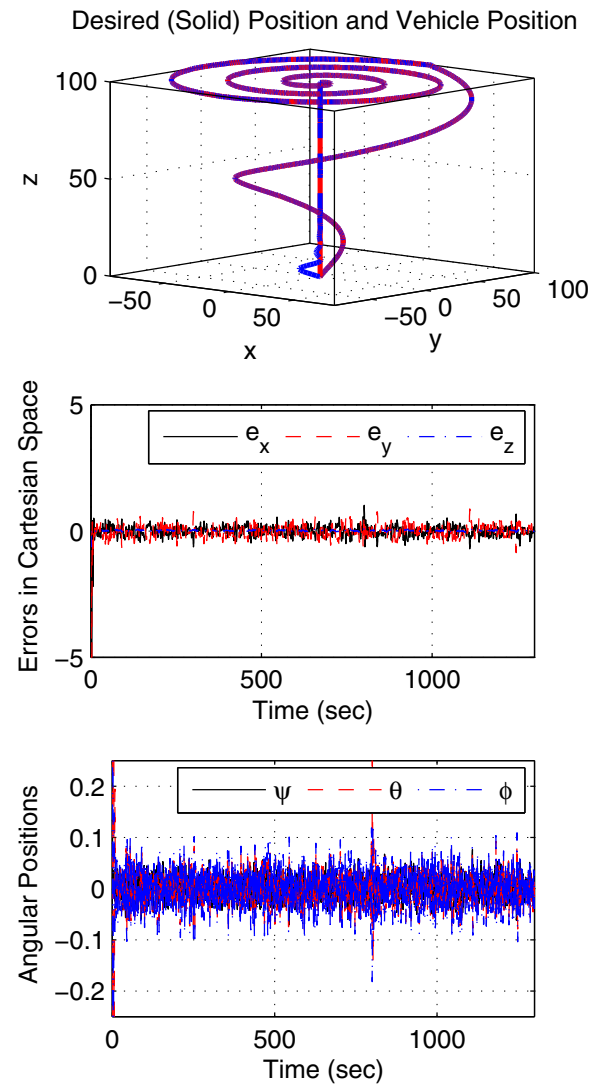 Desired (Solid) Position and Vehicle Position
100
50
0
z
−50
0
50
x
−50
0
50
100
y
5
0
−5
Errors in Cartesian Space
e_x e_y e_z
0 500 1000
Time (sec)
0.2
0.1
0
−0.1
−0.2
Angular Positions
ψ θ ϕ
0 500 1000
Time (sec)